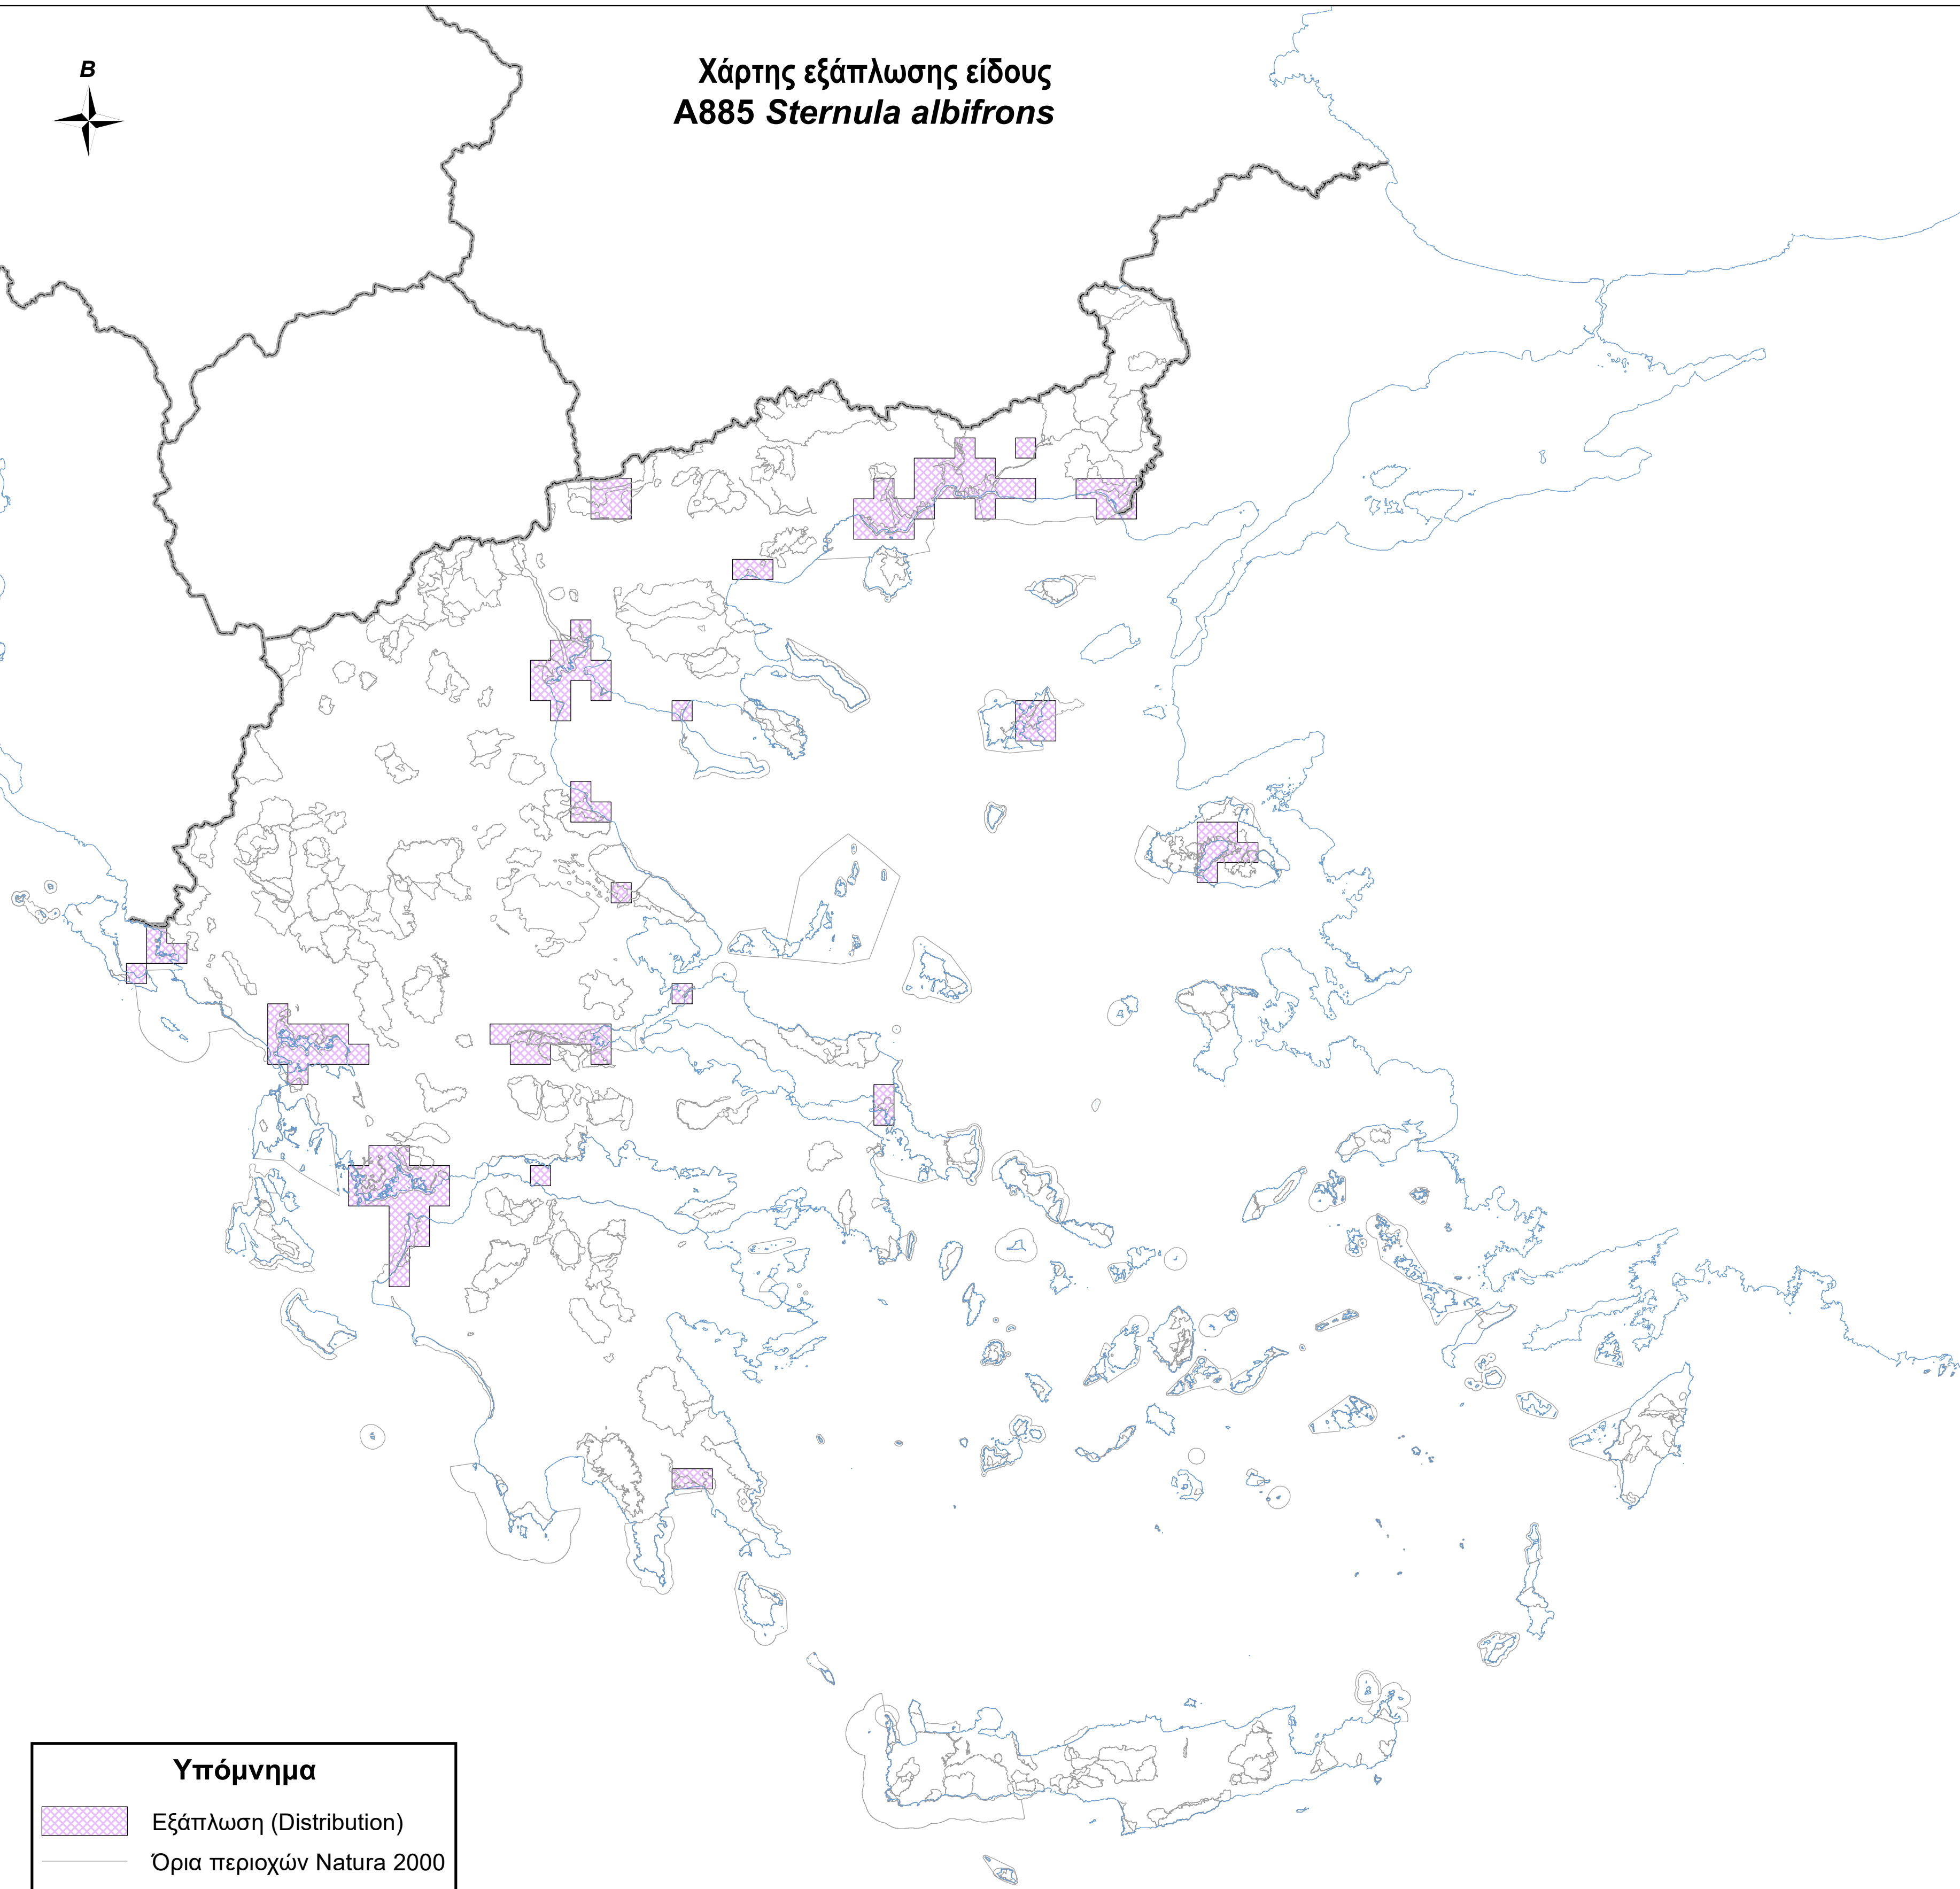 Β
Χάρτης εξάπλωσης είδους
A885 Sternula albifrons
Υπόμνημα
Εξάπλωση (Distribution)
Όρια περιοχών Natura 2000